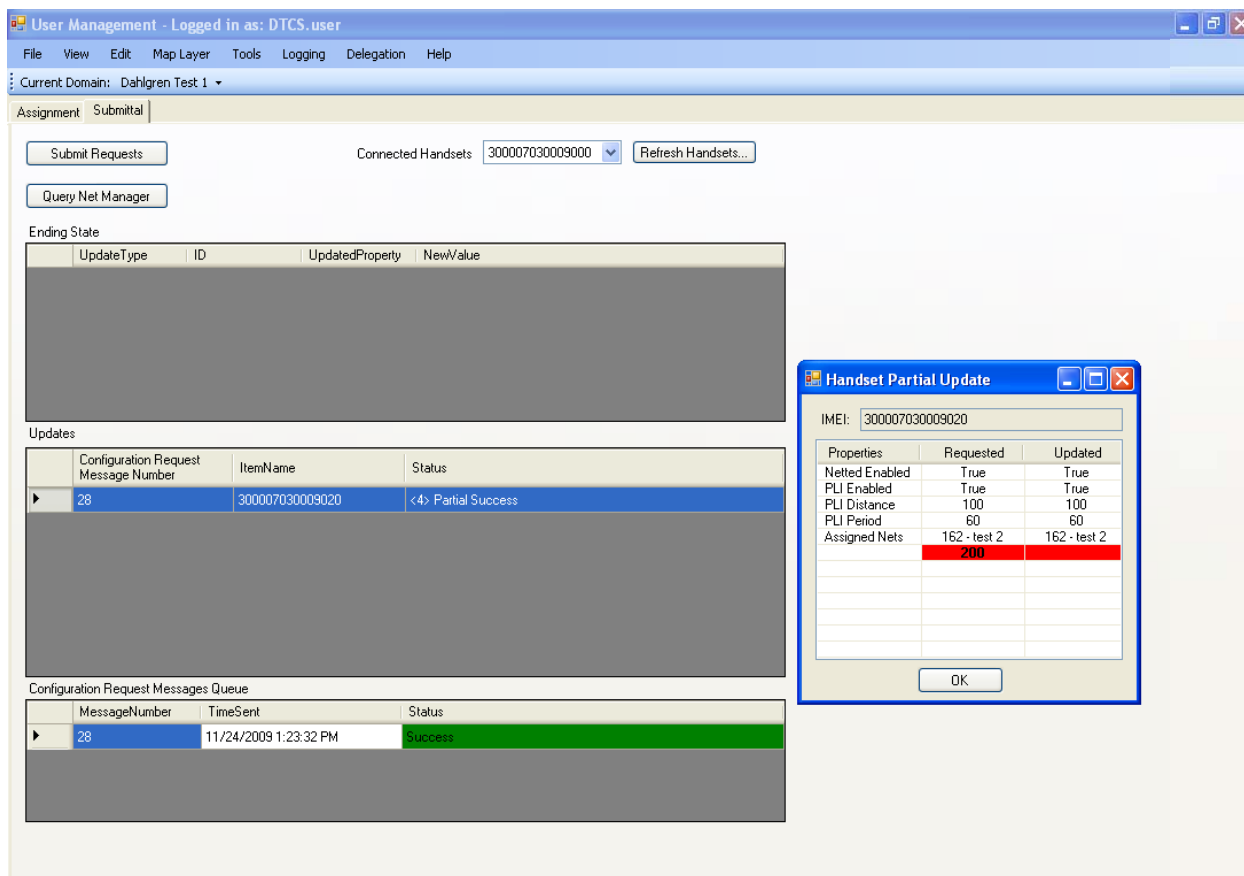 User Management - Logged in as: DTCS.user
File View Edit Map Layer Tools Logging Delegation Help
Current Domain: Dahlgren Test 1
Assignment Submittal
Submit Requests Connected Handsets 300007030009000 Refresh Handsets...
Query Net Manager
Ending State
UpdateType ID UpdatedProperty NewValue
Updates
Configuration Request Message Number ItemName Status
28 300007030009020 <4> Partial Success
Configuration Request Messages Queue
MessageNumber TimeSent Status
28 11/24/2009 1:23:32 PM Success
Handset Partial Update
IMEI: 300007030009020
Properties Requested Updated
Netted Enabled True True
PLI Enabled True True
PLI Distance 100 100
PLI Period 60 60
Assigned Nets 162 - test 2 162 - test 2
200
OK